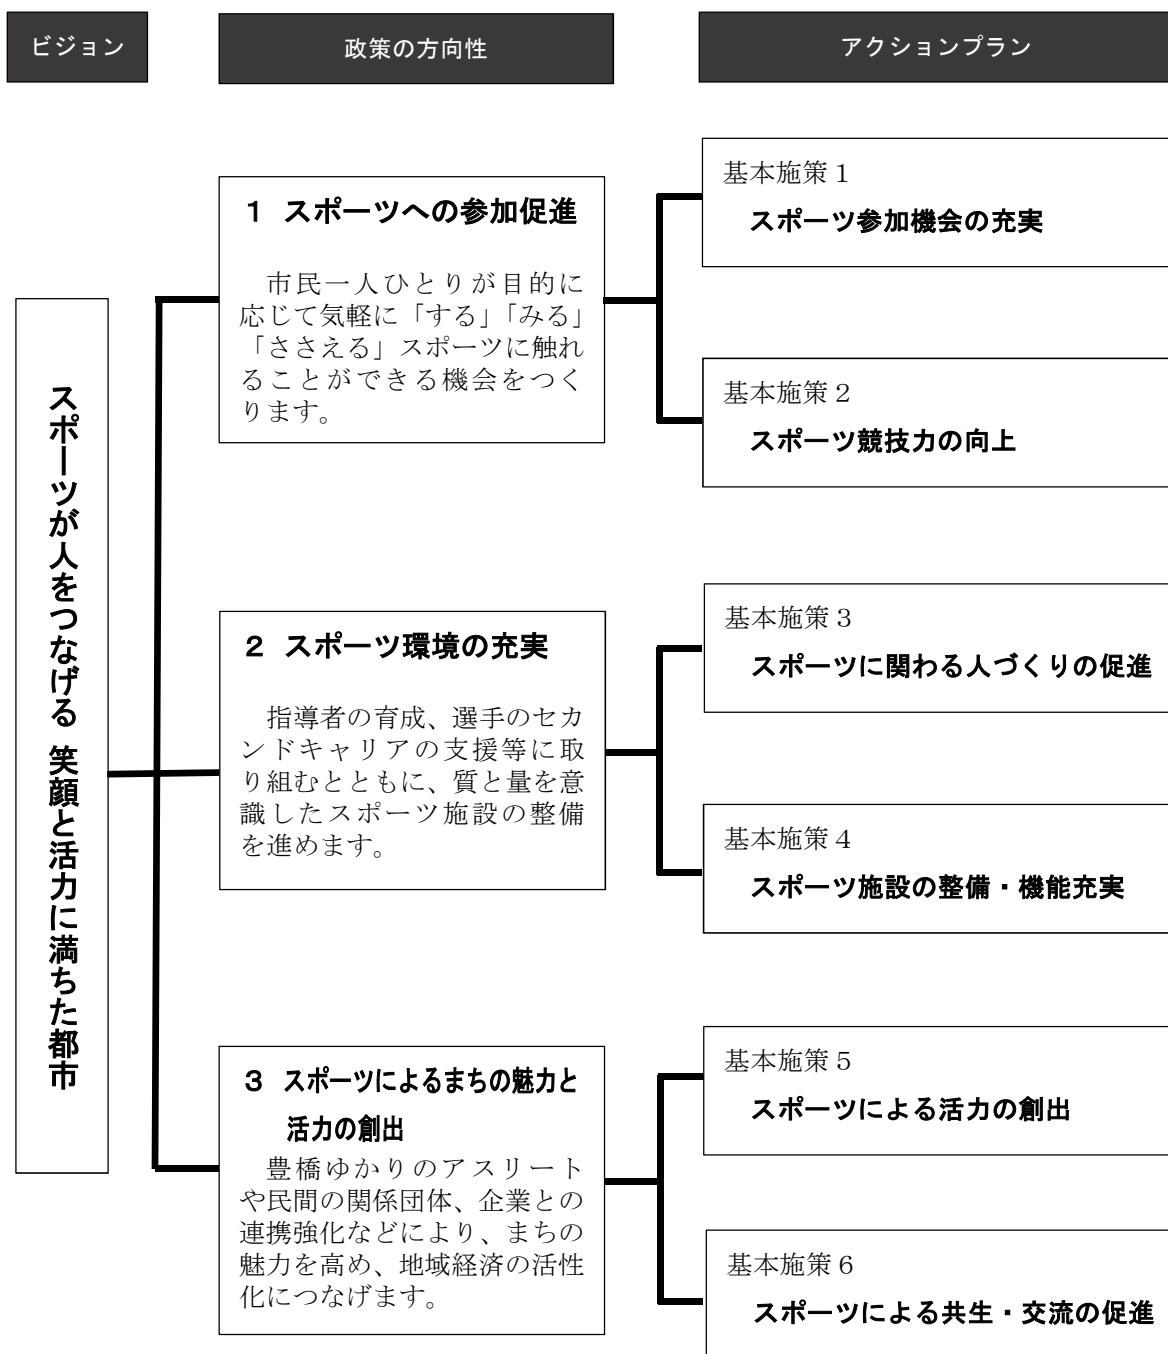 ビジョン
政策の方向性
アクションプラン
スポーツが人をつなげる 笑顔と活力に満ちた都市
1 スポーツへの参加促進
市民一人ひとりが目的に
応じて気軽に「する」「みる」
「ささえる」スポーツに触れ
ることができる機会をつく
ります。
基本施策1
スポーツ参加機会の充実
基本施策2
スポーツ競技力の向上
2 スポーツ環境の充実
指導者の育成、選手のセカ
ンドキャリアの支援等に取
り組むとともに、質と量を意
識したスポーツ施設の整備
を進めます。
基本施策3
スポーツに関わる人づくりの促進
基本施策4
スポーツ施設の整備・機能充実
3 スポーツによるまちの魅力と
活力の創出
豊橋ゆかりのアスリート
や民間の関係団体、企業との
連携強化などにより、まちの
魅力を高め、地域経済の活性
化につなげます。
基本施策5
スポーツによる活力の創出
基本施策6
スポーツによる共生・交流の促進